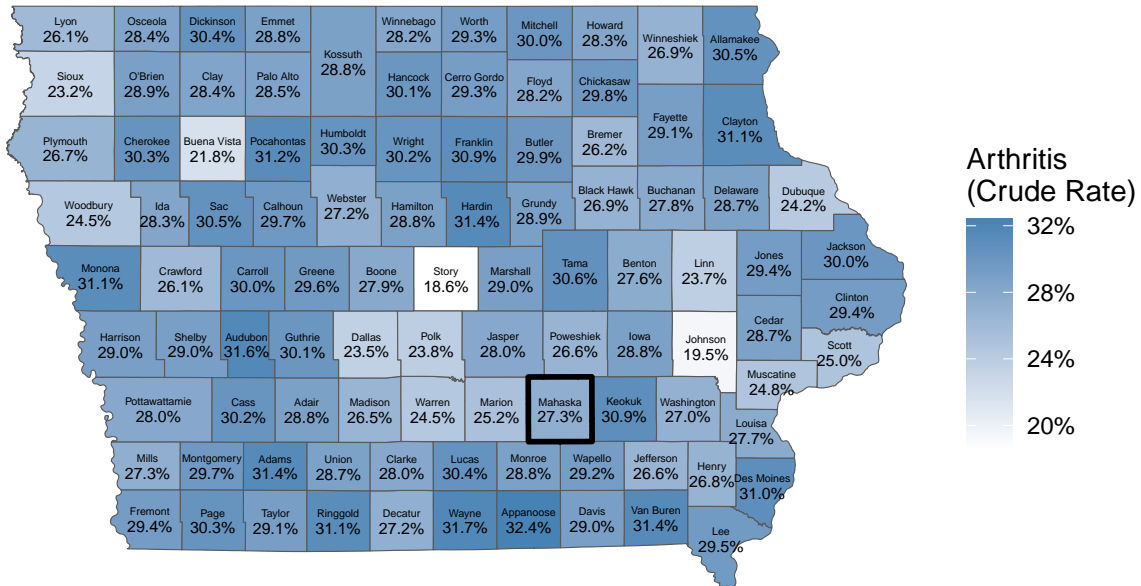 Lyon
26.1%
Osceola
28.4%
Dickinson
30.4%
Emmet
28.8%
Kossuth
28.8%
Winnebago
28.2%
Worth
29.3%
Mitchell
30.0%
Howard
28.3%
Winneshiek
26.9%
Allamakee
30.5%
Sioux
23.2%
O'Brien
28.9%
Clay
28.4%
Palo Alto
28.5%
Hancock
30.1%
Cerro Gordo
29.3%
Floyd
28.2%
Chickasaw
29.8%
Plymouth
26.7%
Cherokee
30.3%
Buena Vista
21.8%
Pocahontas
31.2%
Humboldt
30.3%
Wright
30.2%
Franklin
30.9%
Butler
29.9%
Bremer
26.2%
Fayette
29.1%
Clayton
31.1%
Woodbury
24.5%
Ida
28.3%
Sac
30.5%
Calhoun
29.7%
Webster
27.2%
Hamilton
28.8%
Hardin
31.4%
Grundy
28.9%
Black Hawk
26.9%
Buchanan
27.8%
Delaware
28.7%
Dubuque
24.2%
Monona
31.1%
Crawford
26.1%
Carroll
30.0%
Greene
29.6%
Boone
27.9%
Story
18.6%
Marshall
29.0%
Tama
30.6%
Benton
27.6%
Linn
23.7%
Jones
29.4%
Jackson
30.0%
Clinton
29.4%
Harrison
29.0%
Shelby
29.0%
Audubon
31.6%
Guthrie
30.1%
Dallas
23.5%
Polk
23.8%
Jasper
28.0%
Poweshiek
26.6%
Iowa
28.8%
Johnson
19.5%
Cedar
28.7%
Scott
25.0%
Muscatine
24.8%
Pottawattamie
28.0%
Cass
30.2%
Adair
28.8%
Madison
26.5%
Warren
24.5%
Marion
25.2%
Mahaska
27.3%
Keokuk
30.9%
Washington
27.0%
Louisa
27.7%
Mills
27.3%
Montgomery
29.7%
Adams
31.4%
Union
28.7%
Clarke
28.0%
Lucas
30.4%
Monroe
28.8%
Wapello
29.2%
Jefferson
26.6%
Henry
26.8%
Des Moines
31.0%
Fremont
29.4%
Page
30.3%
Taylor
29.1%
Ringgold
31.1%
Decatur
27.2%
Wayne
31.7%
Appanoose
32.4%
Davis
29.0%
Van Buren
31.4%
Lee
29.5%
Arthritis
(Crude Rate)
32%
28%
24%
20%